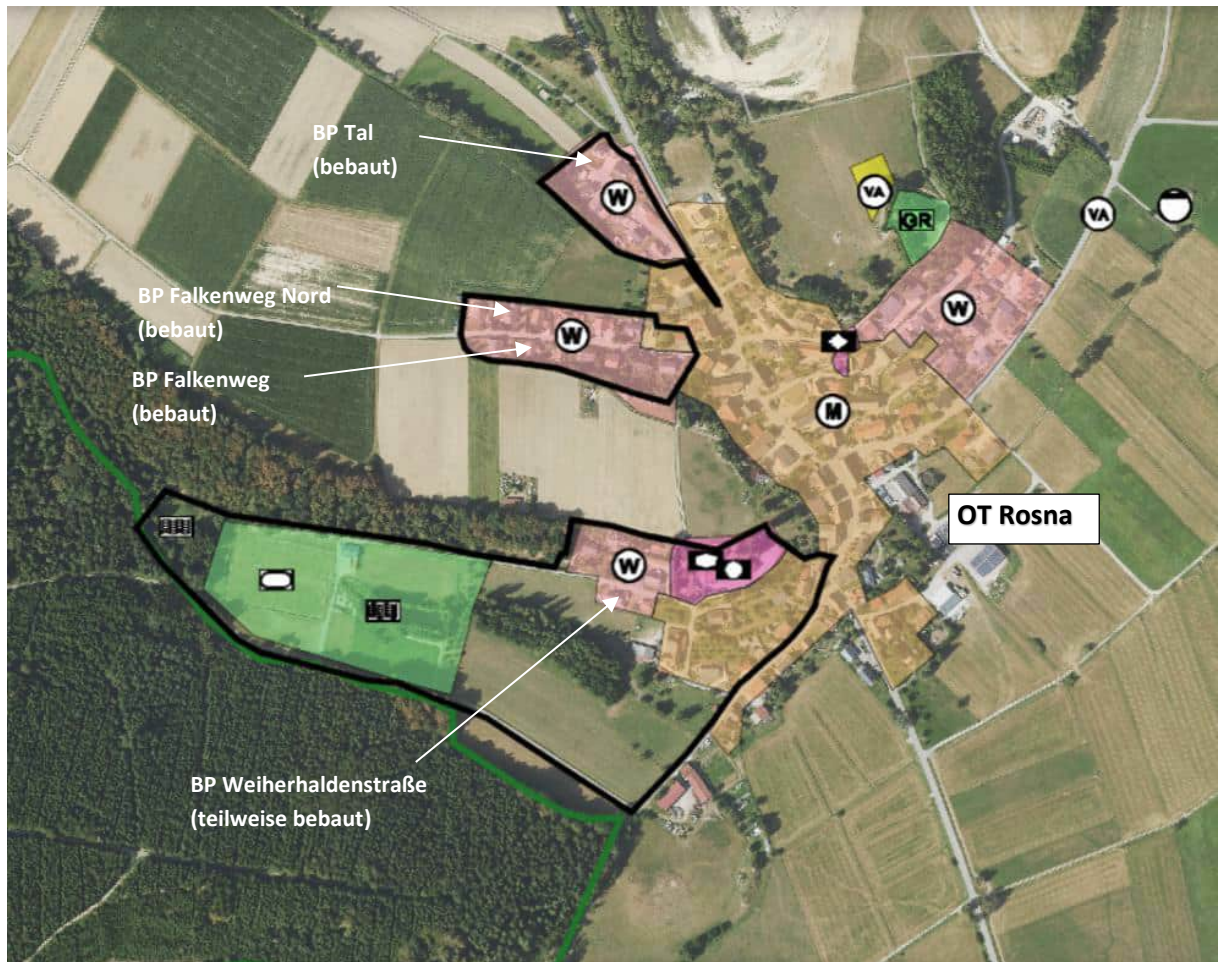 BP Tal
(bebaut)
W
VA
GR
VA
BP Falkenweg Nord
(bebaut)
W
W
BP Falkenweg
(bebaut)
M
OT Rosna
W
BP Weiherhaldenstraße
(teilweise bebaut)